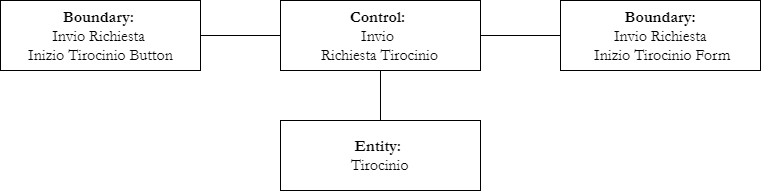 Boundary:
Invio Richiesta
Inizio Tirocinio Button
Control:
Invio
Richiesta Tirocinio
Boundary:
Invio Richiesta
Inizio Tirocinio Form
Entity:
Tirocinio